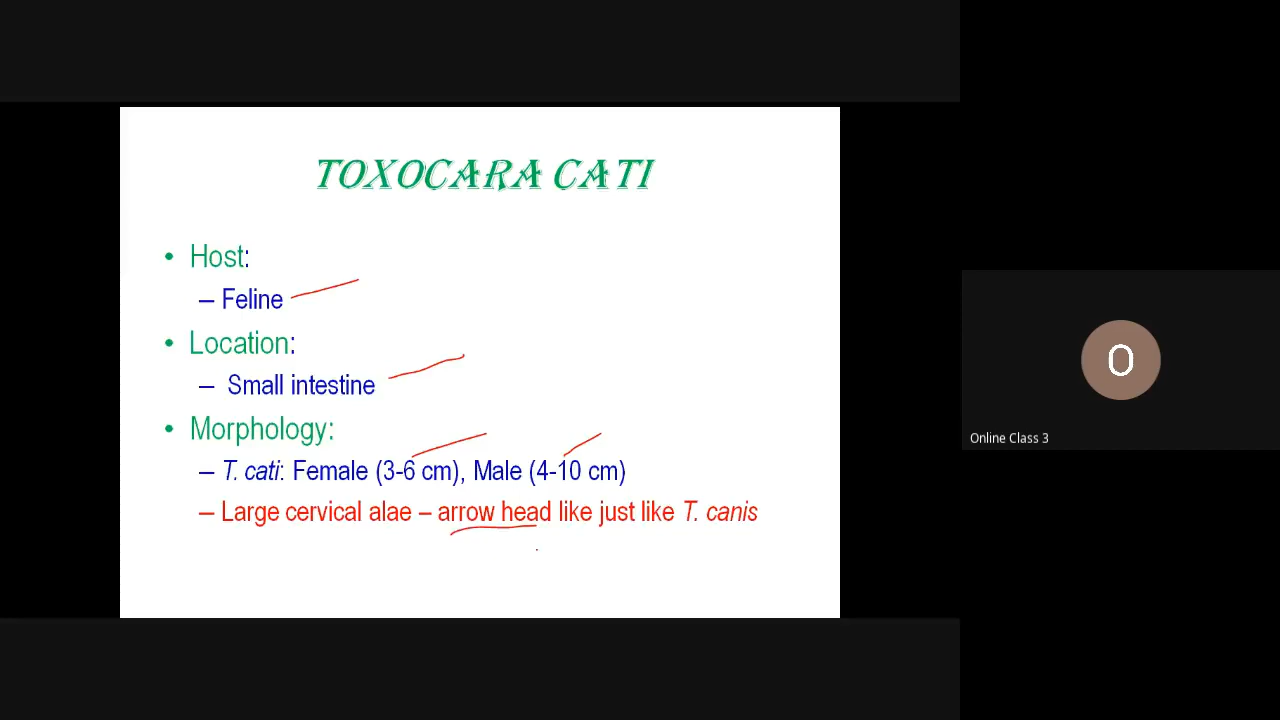 TOXOCARA CATI
• Host:
– Feline
• Location:
– Small intestine
• Morphology:
– T. cati: Female (3-6 cm), Male (4-10 cm)
– Large cervical alae – arrow head like just like T. canis
O
Online Class 3